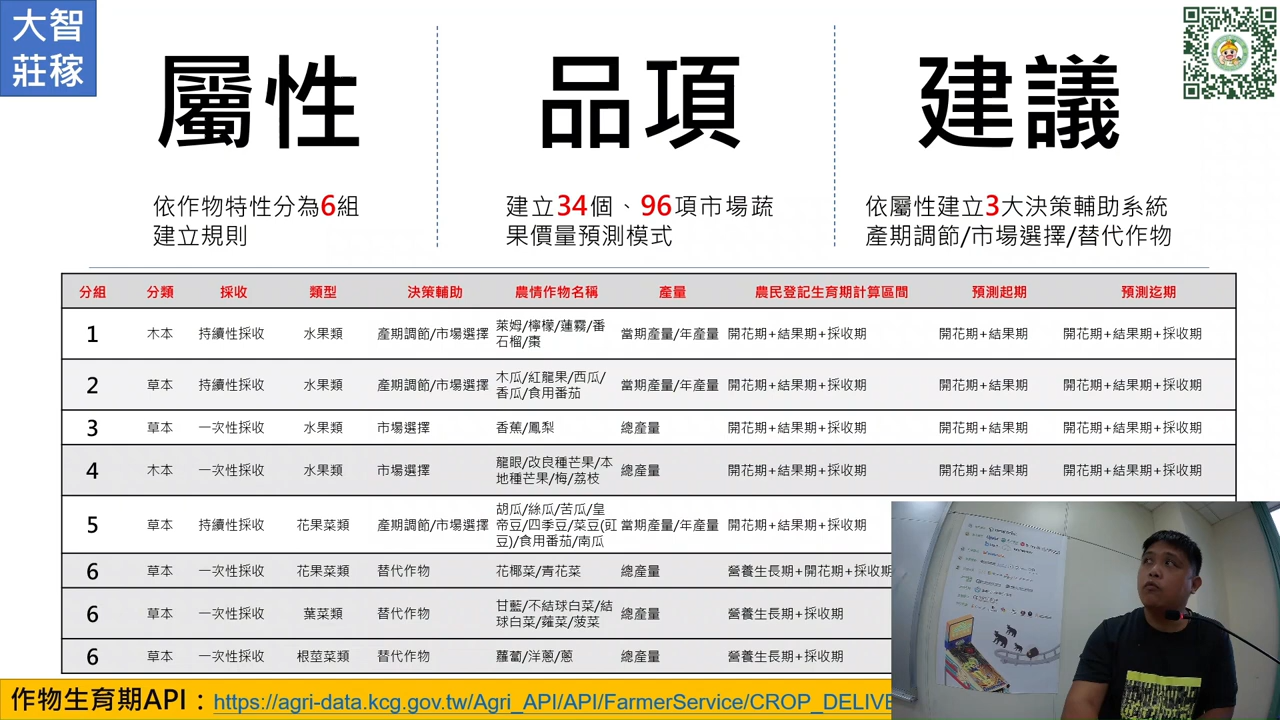 大智
莊稼
屬性
品項
建議
依作物特性分為6組
建立規則
建立34個、96項市場蔬
果價量預測模式
依屬性建立3大決策輔助系統
產期調節/市場選擇/替代作物
分組 分類 採收 類型 決策輔助 農情作物名稱 產量 農民登記生育期計算區間 預測起期 預測迄期
1 木本 持續性採收 水果類 產期調節/市場選擇 萊姆/檸檬/蓮霧/番 當期產量/年產量 開花期+結果期+採收期 開花期+結果期 開花期+結果期+採收期
石榴/棗
2 草本 持續性採收 水果類 產期調節/市場選擇 木瓜/紅龍果/西瓜/ 當期產量/年產量 開花期+結果期+採收期 開花期+結果期 開花期+結果期+採收期
香瓜/食用番茄
3 草本 一次性採收 水果類 市場選擇 香蕉/鳳梨 總產量 開花期+結果期+採收期 開花期+結果期 開花期+結果期+採收期
4 木本 一次性採收 水果類 市場選擇 龍眼/改良種芒果/本 總產量 開花期+結果期+採收期 開花期+結果期 開花期+結果期+採收期
地種芒果/梅/荔枝
5 草本 持續性採收 花果菜類 產期調節/市場選擇 胡瓜/絲瓜/苦瓜/皇 當期產量/年產量 開花期+結果期+採收期
帝豆/四季豆/菜豆(豇
豆)/食用番茄/南瓜
6 草本 一次性採收 花果菜類 替代作物 花椰菜/青花菜 總產量 營養生長期+開花期+採收期
6 草本 一次性採收 葉菜類 替代作物 甘藍/不結球白菜/結 總產量 營養生長期+採收期
球白菜/蕹菜/菠菜
6 草本 一次性採收 根莖菜類 替代作物 蘿蔔/洋蔥/蔥 總產量 營養生長期+採收期
作物生育期API：https://agri-data.kcg.gov.tw/Agri_API/API/FarmerService/CROP_DELIVE